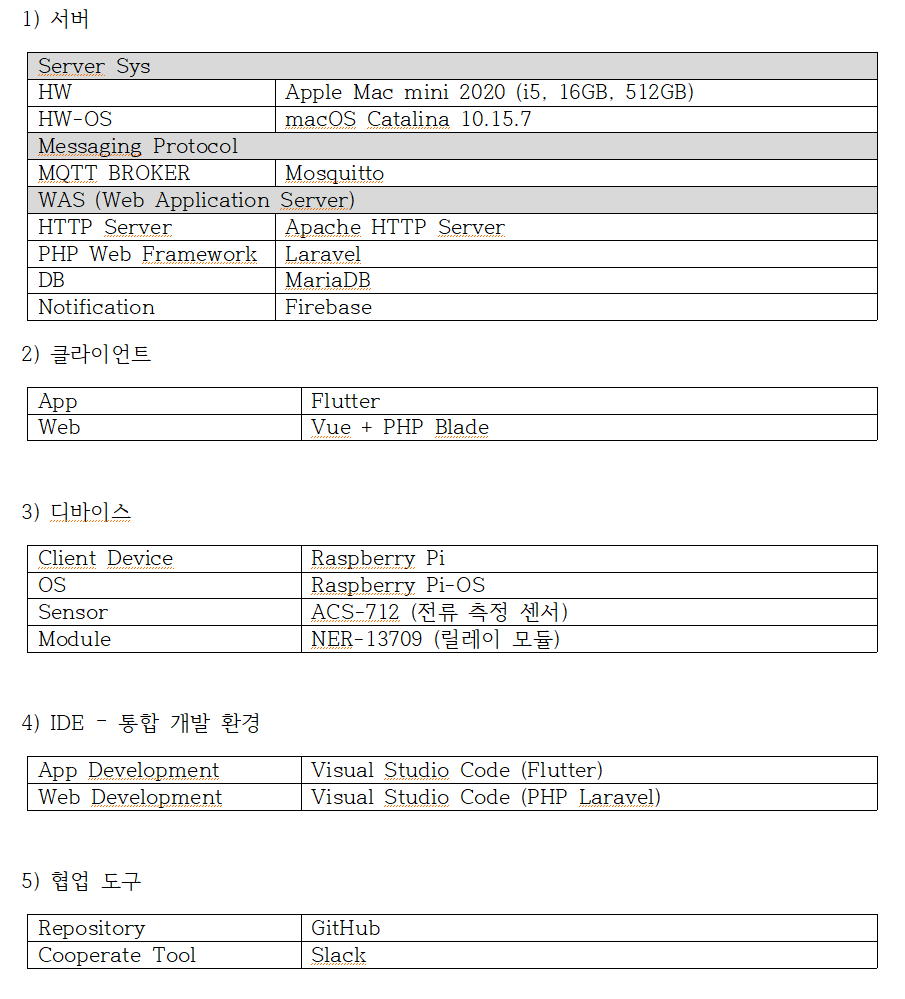 1) 서버
Server Sys
HW Apple Mac mini 2020 (i5, 16GB, 512GB)
HW-OS macOS Catalina 10.15.7
Messaging Protocol
MQTT BROKER Mosquitto
WAS (Web Application Server)
HTTP Server Apache HTTP Server
PHP Web Framework Laravel
DB MariaDB
Notification Firebase
2) 클라이언트
App Flutter
Web Vue + PHP Blade
3) 디바이스
Client Device Raspberry Pi
OS Raspberry Pi-OS
Sensor ACS-712 (전류 측정 센서)
Module NER-13709 (릴레이 모듈)
4) IDE - 통합 개발 환경
App Development Visual Studio Code (Flutter)
Web Development Visual Studio Code (PHP Laravel)
5) 협업 도구
Repository GitHub
Cooperate Tool Slack